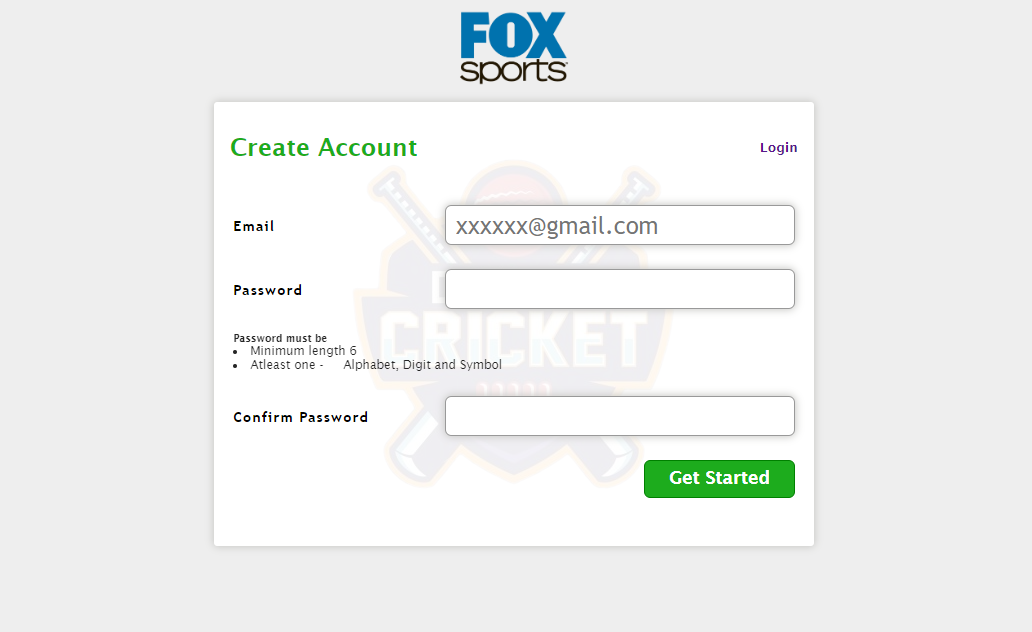 FOX
sports
Create Account
Login
Email
xxxxxx@gmail.com
Password
CRICKET
Password must be
• Minimum length 6
• Atleast one - Alphabet, Digit and Symbol
Confirm Password
Get Started